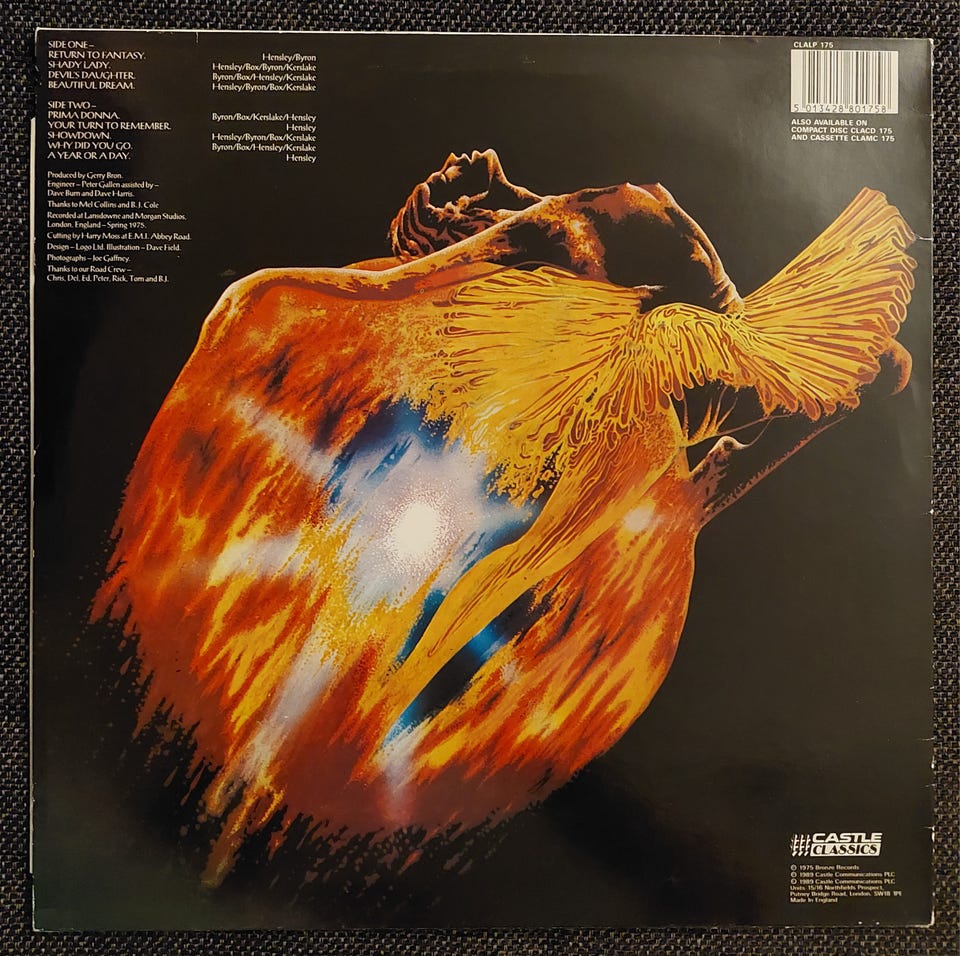 SIDE ONE –
RETURN TO FANTASY. Hensley/Byron
SHADY LADY. Hensley/Box/Byron/Kerslake
DEVIL'S DAUGHTER. Byron/Box/Hensley/Kerslake
BEAUTIFUL DREAM. Hensley/Byron/Box/Kerslake
SIDE TWO –
PRIMA DONNA. Byron/Box/Kerslake/Hensley
YOUR TURN TO REMEMBER. Hensley
SHOWDOWN. Hensley/Byron/Box/Kerslake
WHY DID YOU GO. Byron/Box/Hensley/Kerslake
A YEAR OR A DAY. Hensley
Produced by Gerry Bron.
Engineer – Peter Gallen assisted by –
Dave Burn and Dave Harris.
Thanks to Mel Collins and B. J. Cole
Recorded at Lansdowne and Morgan Studios,
London, England – Spring 1975.
Cutting by Harry Moss at E.M.I. Abbey Road.
Design – Logo Ltd. Illustration – Dave Field.
Photographs – Joe Gaffney.
Thanks to our Road Crew –
Chris, Del, Ed, Peter, Rick, Tom and B.J.
CLALP 175
5 013428 801758
ALSO AVAILABLE ON
COMPACT DISC CLACD 175
AND CASSETTE CLAMC 175
CASTLE
CLASSICS
℗ 1975 Bronze Records
℗ 1989 Castle Communications PLC
© 1989 Castle Communications PLC
Units 15/16 Northfields Prospect,
Putney Bridge Road, London, SW18 1PE
Made In England